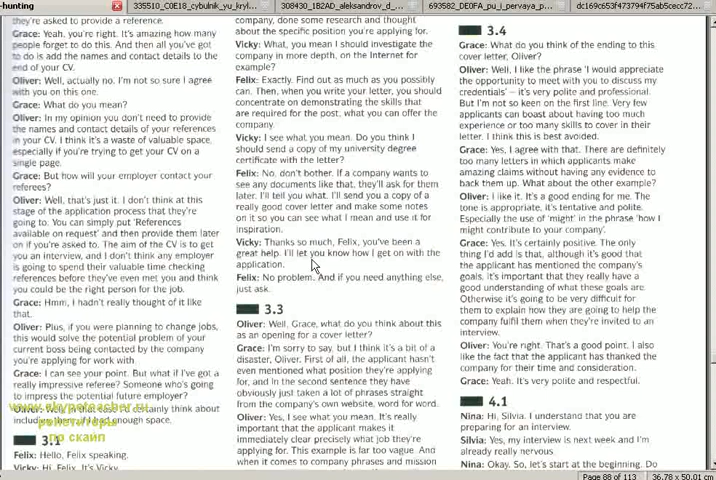 -hunting
335510_C0E18_cybulnik_yu_kryl...
308430_1B2AD_aleksandrov_d_...
693582_DE0FA_pu_i_pervaya_p...
dc169c653f473794f75ab5cecc72...
they're asked to provide a reference.
Grace: Yeah, you're right. It's amazing how many
people forget to do this. And then all you've got
to do is add the names and contact details to the
end of your CV.
Oliver: Well, actually no. I'm not so sure I agree
with you on this one.
Grace: What do you mean?
Oliver: In my opinion you don't need to provide
the names and contact details of your references
in your CV. I think it's a waste of valuable space,
especially if you're trying to get your CV on a
single page.
Grace: But how will your employer contact your
referees?
Oliver: Well, that's just it. I don't think at this
stage of the application process that they're
going to. You can simply put 'References
available on request' and then provide them later
on if you're asked to. The aim of the CV is to get
you an interview, and I don't think any employer
is going to spend their valuable time checking
references before they've even met you and think
you could be the right person for the job.
Grace: Hmm, I hadn't really thought of it like
that.
Oliver: Plus, if you were planning to change jobs,
this would solve the potential problem of your
current boss being contacted by the company
you're applying for work with.
Grace: I can see your point. But what if I've got a
really impressive referee? Someone who's going
to impress the potential future employer?
Oliver: Well, in that case I'd certainly think about
including them if I had enough space.
www.skypeteacher.ru
репетиторы
по скайп
3.1
Felix: Hello, Felix speaking.
Vicky: Hi, Felix. It's Vicky.
company, done some research and thought
about the specific position you're applying for.
Vicky: What, you mean I should investigate the
company in more depth, on the Internet for
example?
Felix: Exactly. Find out as much as you possibly
can. Then, when you write your letter, you should
concentrate on demonstrating the skills that
are required for the post, what you can offer the
company.
Vicky: I see what you mean. Do you think I
should send a copy of my university degree
certificate with the letter?
Felix: No, don't bother. If a company wants to
see any documents like that, they'll ask for them
later. I'll tell you what. I'll send you a copy of a
really good cover letter and make some notes
on it so you can see what I mean and use it for
inspiration.
Vicky: Thanks so much, Felix, you've been a
great help. I'll let you know how I get on with the
application.
Felix: No problem. And if you need anything else,
just ask.
3.3
Oliver: Well, Grace, what do you think about this
as an opening for a cover letter?
Grace: I'm sorry to say, but I think it's a bit of a
disaster, Oliver. First of all, the applicant hasn't
even mentioned what position they're applying
for, and in the second sentence they have
obviously just taken a lot of phrases straight
from the company's own website, word for word.
Oliver: Yes, I see what you mean. It's really
important that the applicant makes it
immediately clear precisely what job they're
applying for. This example is far too vague. And
when it comes to company phrases and mission
3.4
Grace: What do you think of the ending to this
cover letter, Oliver?
Oliver: Well, I like the phrase 'I would appreciate
the opportunity to meet with you to discuss my
credentials' – it's very polite and professional.
But I'm not so keen on the first line. Very few
applicants can boast about having too much
experience or too many skills to cover in their
letter. I think this is best avoided.
Grace: Yes, I agree with that. There are definitely
too many letters in which applicants make
amazing claims without having any evidence to
back them up. What about the other example?
Oliver: I like it. It's a good ending for me. The
tone is appropriate, it's tentative and polite.
Especially the use of 'might' in the phrase 'how I
might contribute to your company'.
Grace: Yes. It's certainly positive. The only
thing I'd add is that, although it's good that
the applicant has mentioned the company's
goals, it's important that they really have a
good understanding of what these goals are.
Otherwise it's going to be very difficult for
them to explain how they are going to help the
company fulfil them when they're invited to an
interview.
Oliver: You're right. That's a good point. I also
like the fact that the applicant has thanked the
company for their time and consideration.
Grace: Yeah. It's very polite and respectful.
4.1
Nina: Hi, Silvia. I understand that you are
preparing for an interview.
Silvia: Yes, my interview is next week and I'm
already really nervous.
Nina: Okay. So, let's start at the beginning. Do
Page 88 of 113
36.78 x 50.01 cm